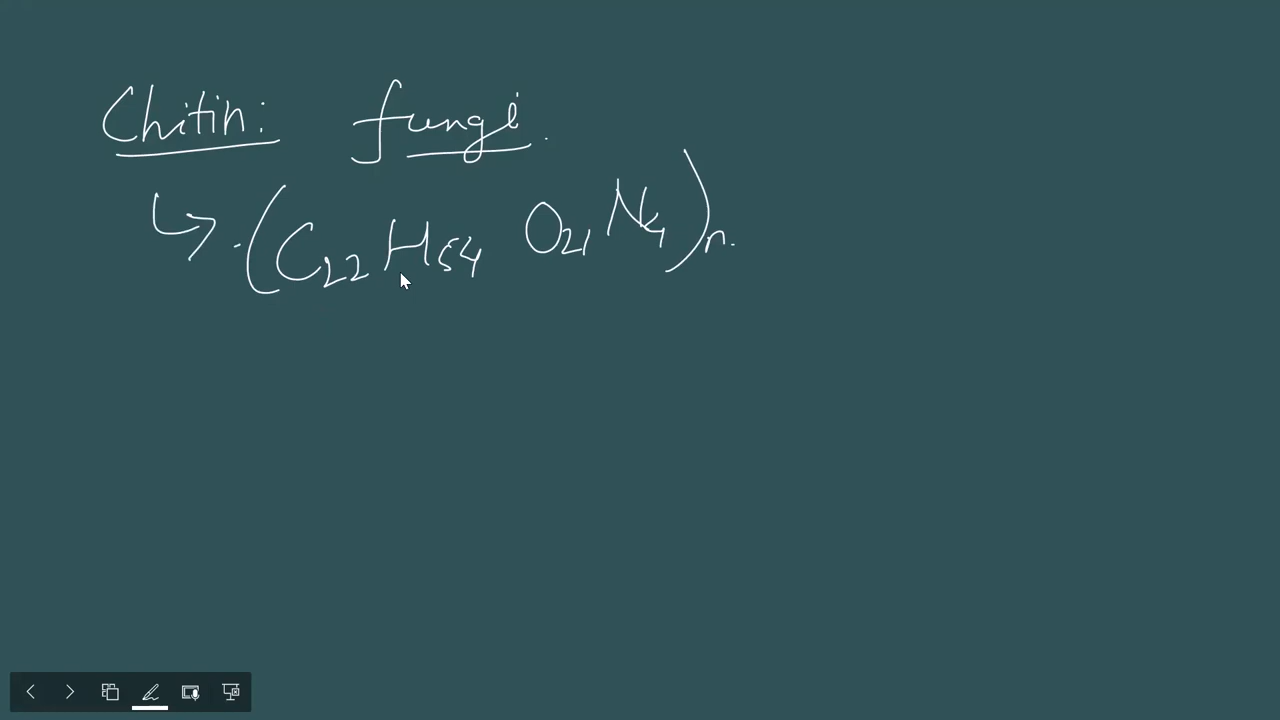 Chitin: fungi.
↳ (C₂₂ H₅₄ O₂₁ N₄)n.